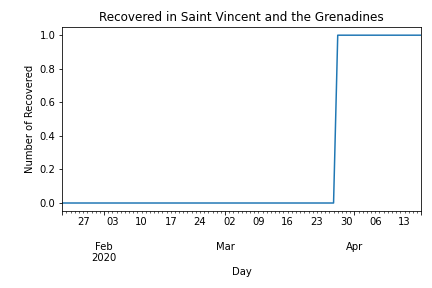 Recovered in Saint Vincent and the Grenadines
1.0
0.8
0.6
0.4
0.2
0.0
Number of Recovered
27 03 10 17 24 02 09 16 23 30 06 13
Feb Mar Apr
2020
Day